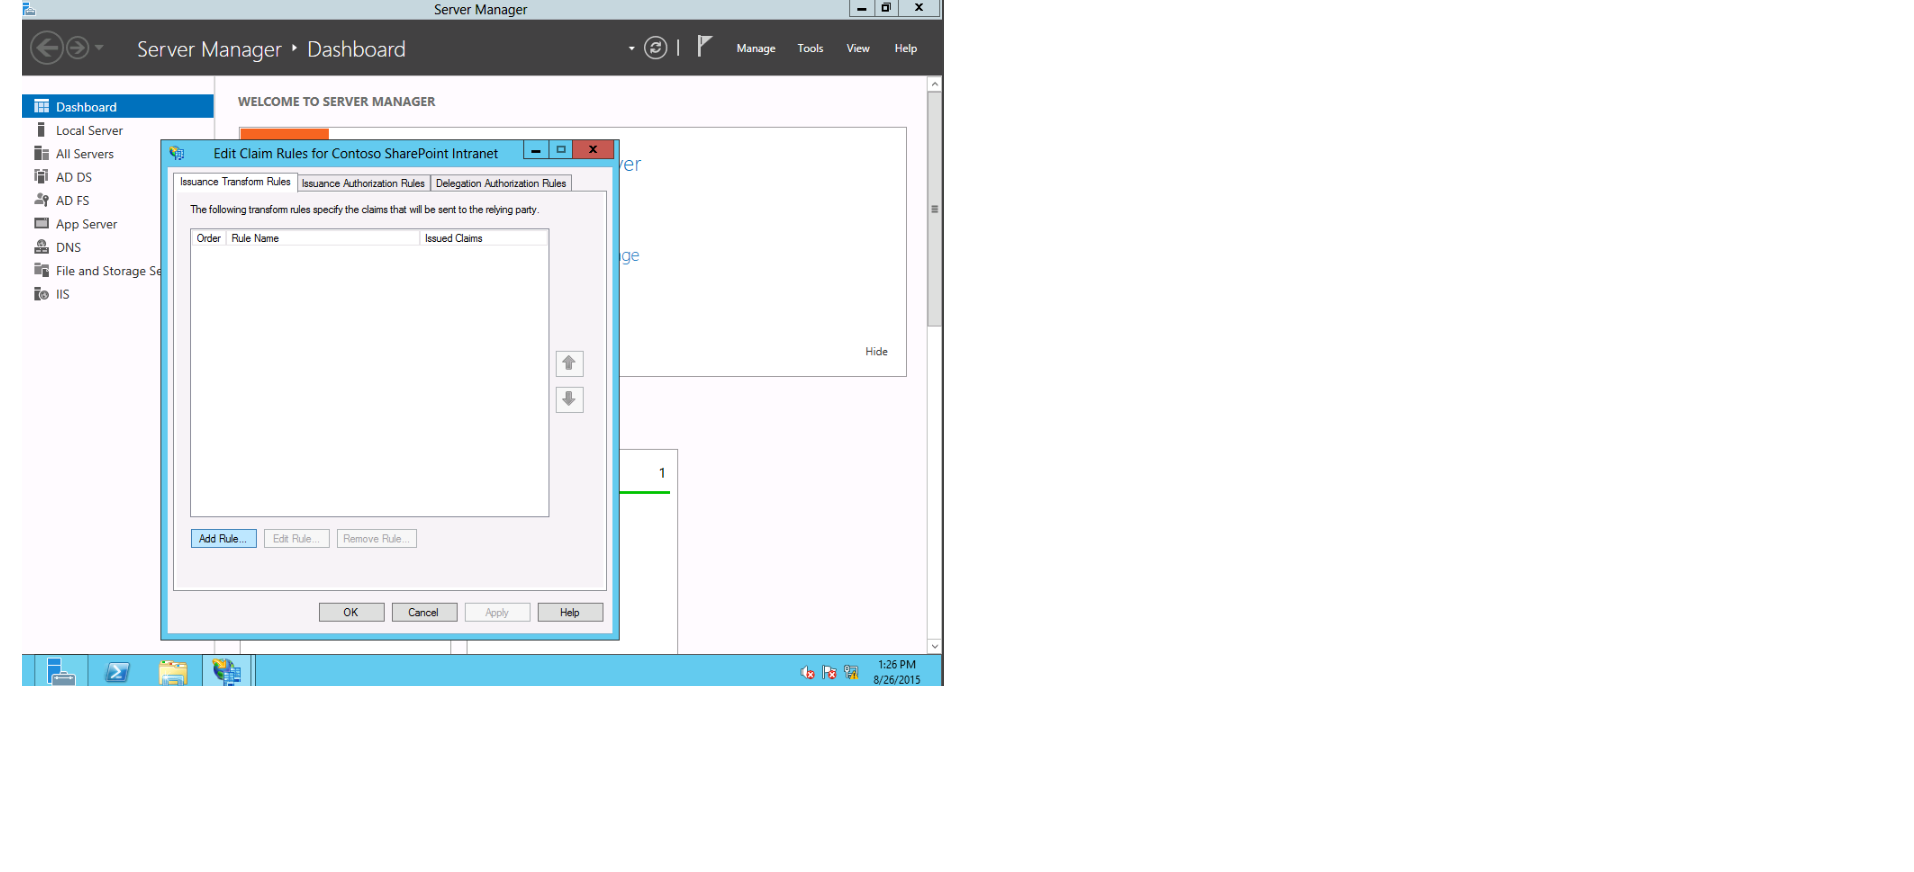 Server Manager
Server Manager ‣ Dashboard
Manage Tools View Help
Dashboard
Local Server
All Servers
AD DS
AD FS
App Server
DNS
File and Storage Se
IIS
WELCOME TO SERVER MANAGER
ver
ge
Hide
1
Edit Claim Rules for Contoso SharePoint Intranet
Issuance Transform Rules Issuance Authorization Rules Delegation Authorization Rules
The following transform rules specify the claims that will be sent to the relying party.
Order Rule Name Issued Claims
Add Rule... Edit Rule... Remove Rule...
OK Cancel Apply Help
1:26 PM
8/26/2015